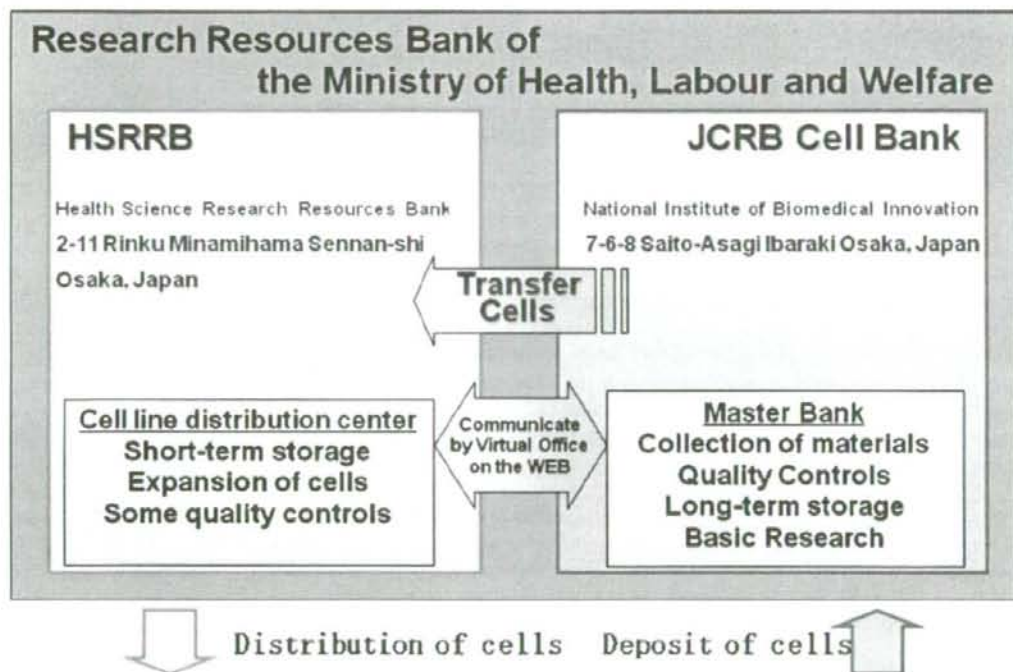 Research Resources Bank of
the Ministry of Health, Labour and Welfare
HSRRB
Health Science Research Resources Bank
2-11 Rinku Minamihama Sennan-shi
Osaka, Japan
JCRB Cell Bank
National Institute of Biomedical Innovation
7-6-8 Saito-Asagi Ibaraki Osaka, Japan
Transfer
Cells
Cell line distribution center
Short-term storage
Expansion of cells
Some quality controls
Communicate
by Virtual Office
on the WEB
Master Bank
Collection of materials
Quality Controls
Long-term storage
Basic Research
Distribution of cells
Deposit of cells